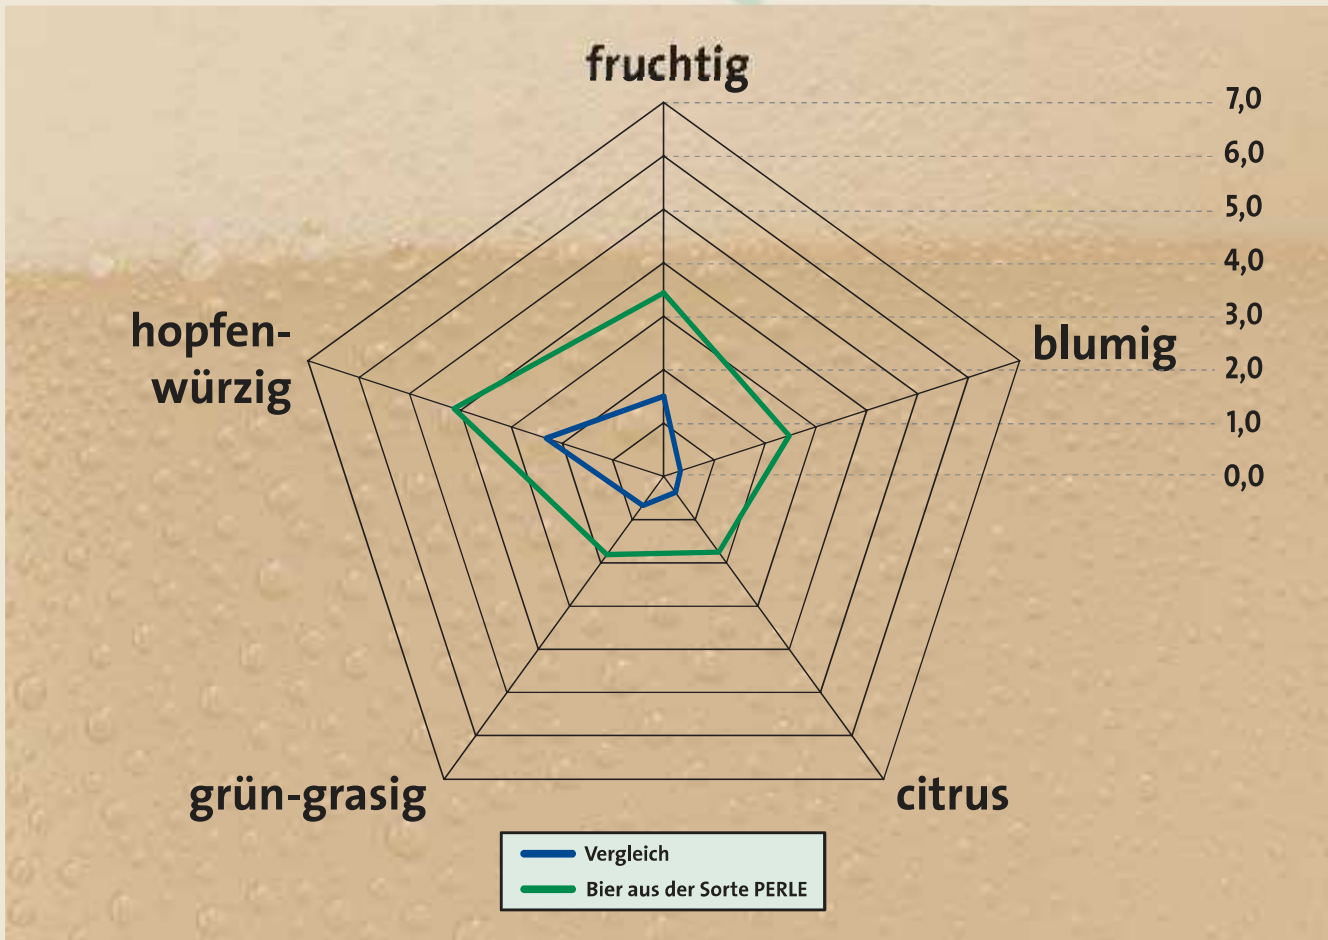 fruchtig
7,0
6,0
5,0
4,0
3,0
2,0
1,0
0,0
hopfen-
würzig
blumig
grün-grasig
citrus
Vergleich
Bier aus der Sorte PERLE